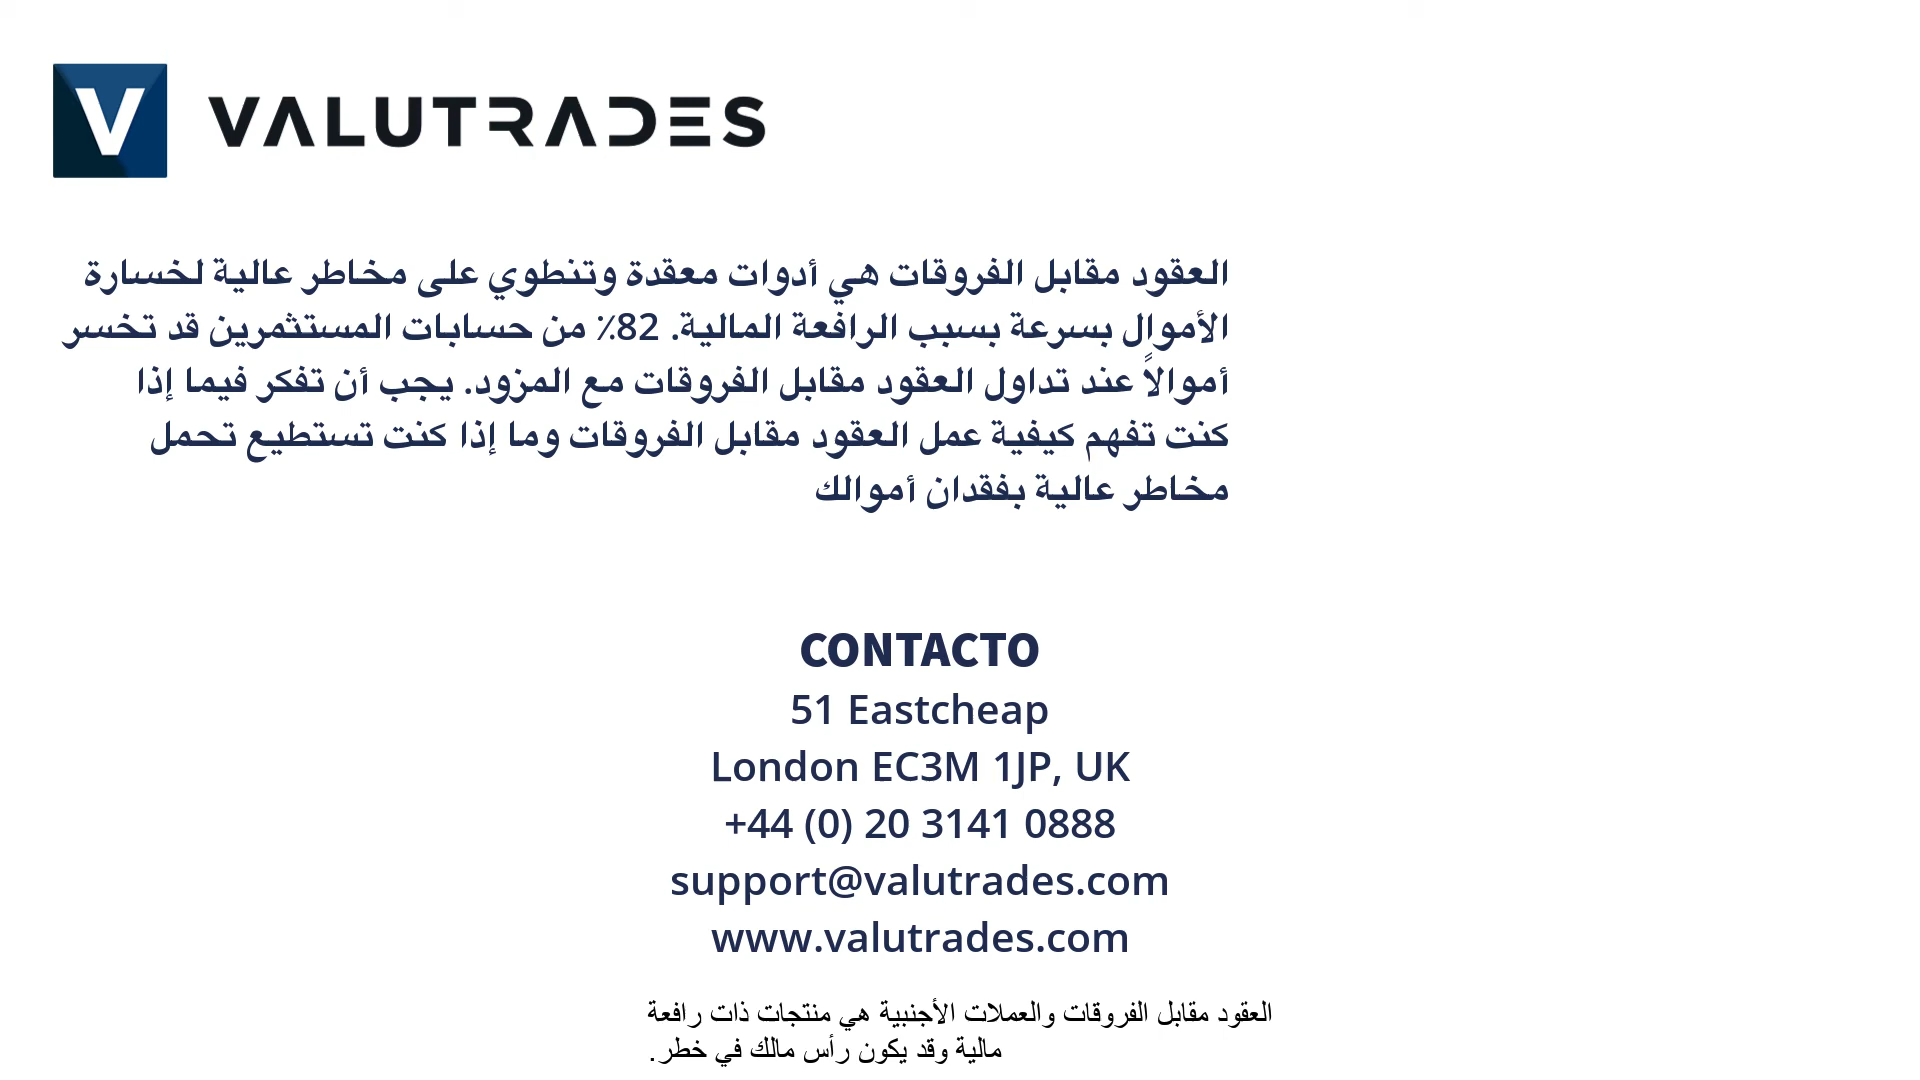 VALUTRADES
العقود مقابل الفروقات هي أدوات معقدة وتنطوي على مخاطر عالية لخسارة
الأموال بسرعة بسبب الرافعة المالية. 82٪ من حسابات المستثمرين قد تخسر
أموالاً عند تداول العقود مقابل الفروقات مع المزود. يجب أن تفكر فيما إذا
كنت تفهم كيفية عمل العقود مقابل الفروقات وما إذا كنت تستطيع تحمل
مخاطر عالية بفقدان أموالك
CONTACTO
51 Eastcheap
London EC3M 1JP, UK
+44 (0) 20 3141 0888
support@valutrades.com
www.valutrades.com
العقود مقابل الفروقات والعملات الأجنبية هي منتجات ذات رافعة
مالية وقد يكون رأس مالك في خطر.